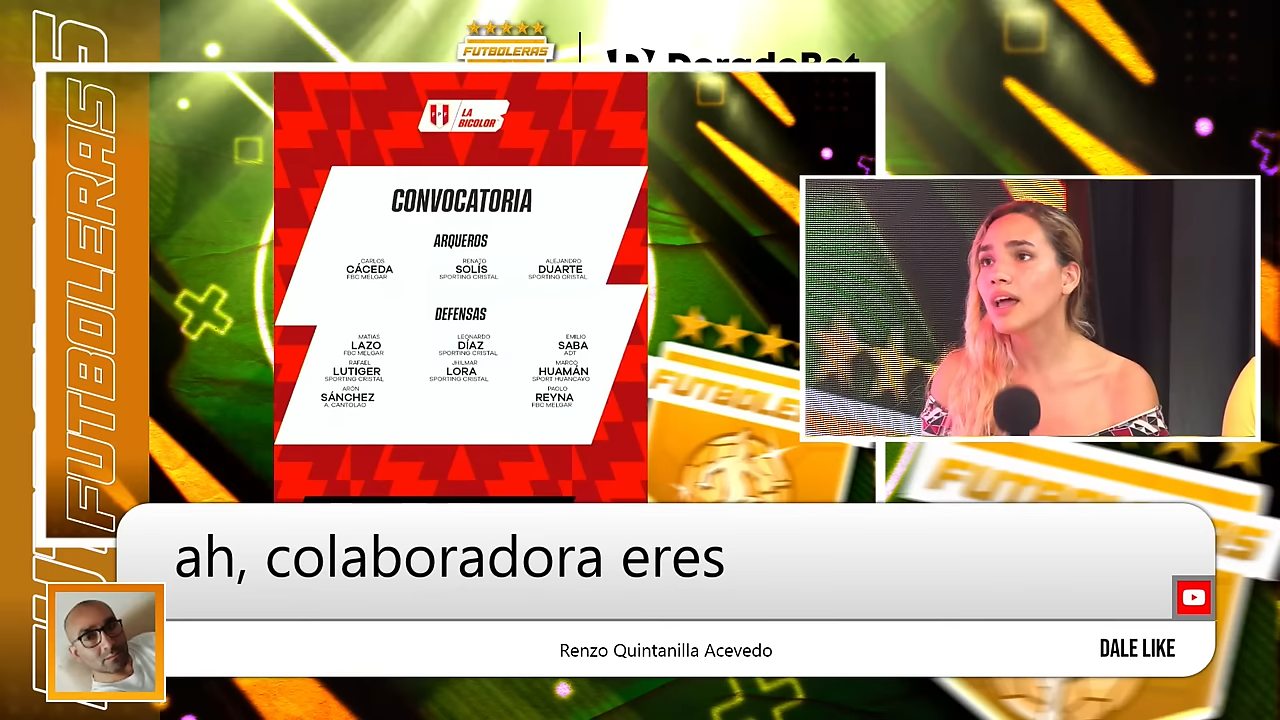 FUTBOLERAS
DoradoBet
FUTBOLERAS
LA
BICOLOR
CONVOCATORIA
ARQUEROS
CARLOS RENATO ALEJANDRO
CÁCEDA SOLÍS DUARTE
FBC MELGAR SPORTING CRISTAL SPORTING CRISTAL
DEFENSAS
MATIAS LEONARDO EMILIO
LAZO DÍAZ SABA
FBC MELGAR SPORTING CRISTAL ADT
RAFAEL JHILMAR MARCO
LUTIGER LORA HUAMÁN
SPORTING CRISTAL SPORTING CRISTAL SPORT HUANCAYO
ARÓN PAOLO
SÁNCHEZ REYNA
A. CANTOLAO FBC MELGAR
ah, colaboradora eres
Renzo Quintanilla Acevedo
DALE LIKE